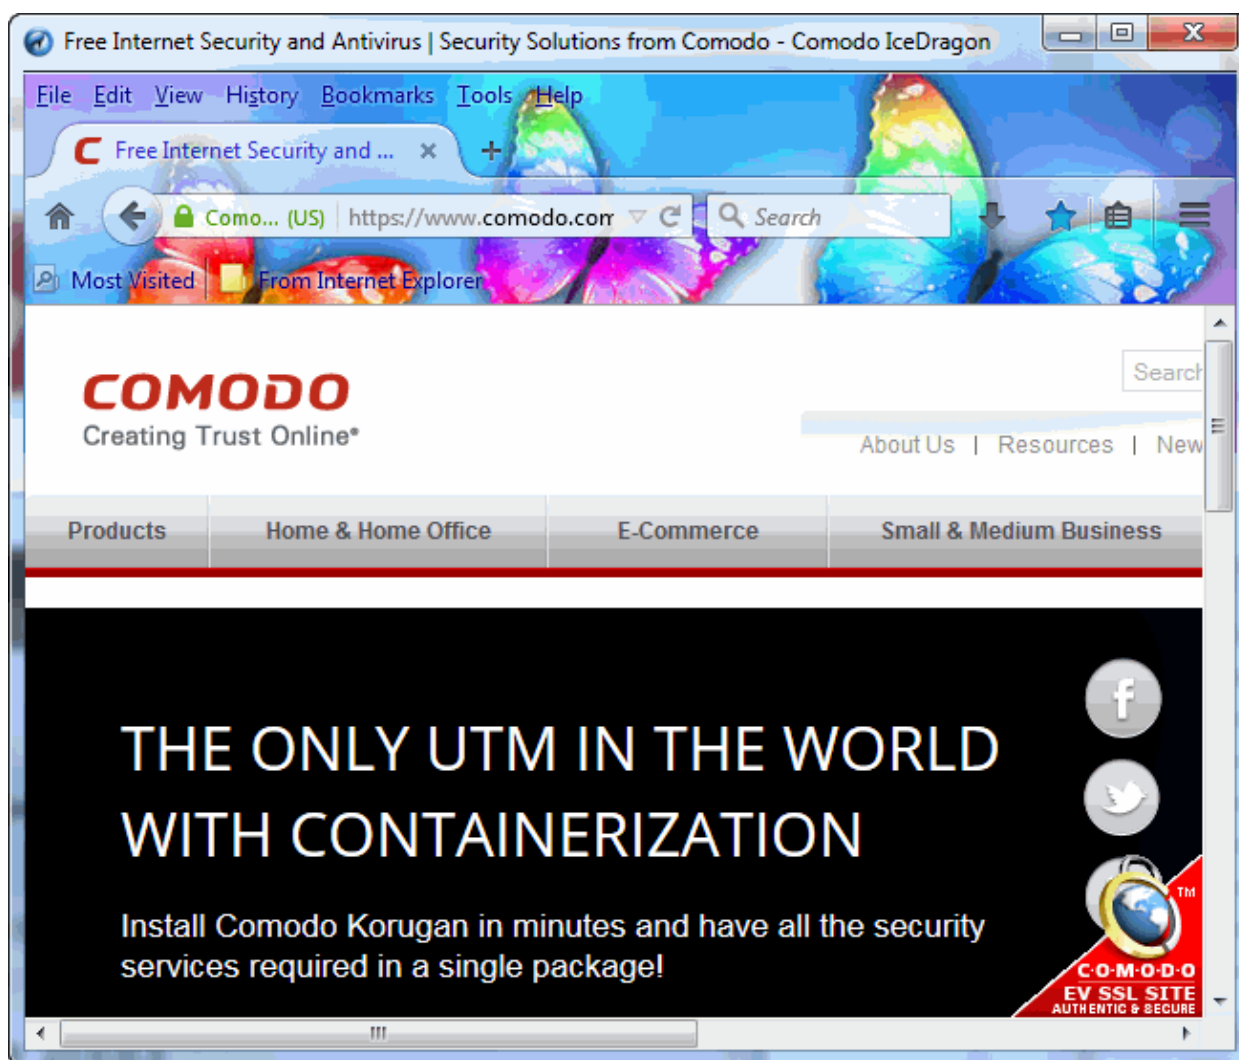 Free Internet Security and Antivirus | Security Solutions from Comodo - Comodo IceDragon
File Edit View History Bookmarks Tools Help
Free Internet Security and ...
Como... (US) https://www.comodo.com Search
Most Visited From Internet Explorer
COMODO
Creating Trust Online®
Search
About Us | Resources | New
Products Home & Home Office E-Commerce Small & Medium Business
THE ONLY UTM IN THE WORLD
WITH CONTAINERIZATION
Install Comodo Korugan in minutes and have all the security
services required in a single package!
TM
C·O·M·O·D·O
EV SSL SITE
AUTHENTIC & SECURE